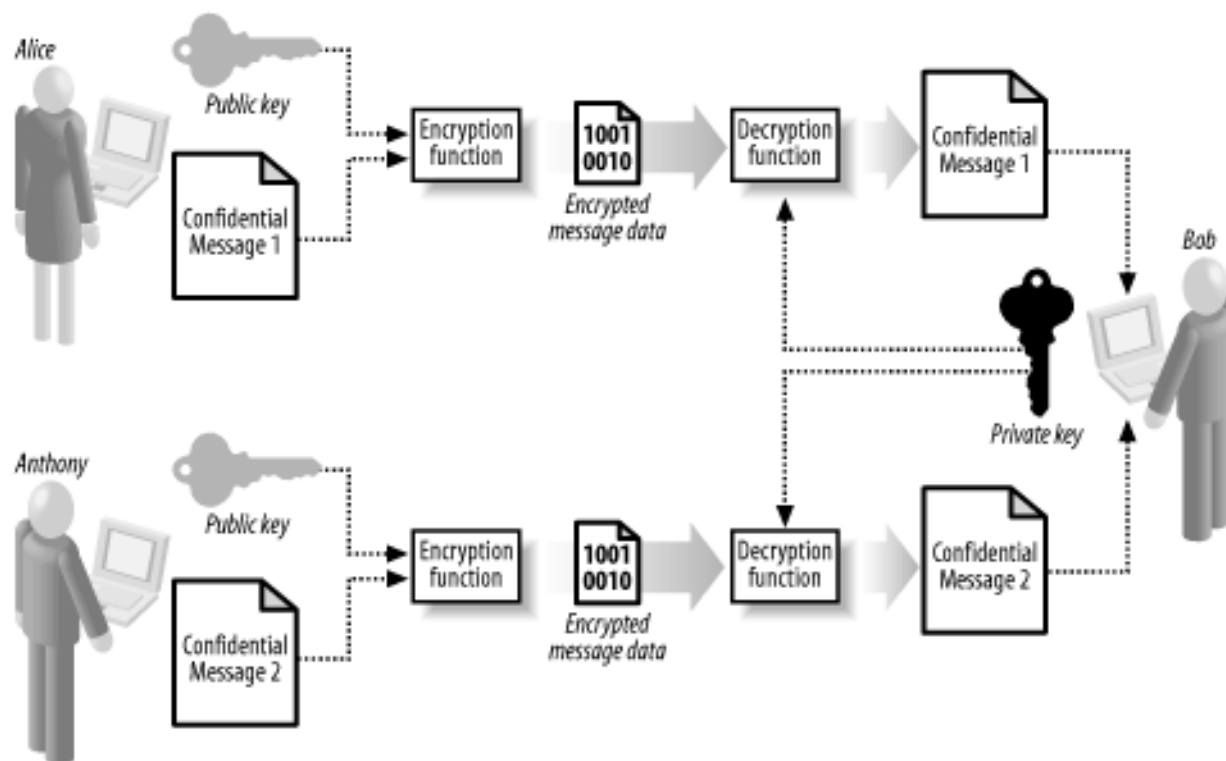 Alice
Public key
Confidential
Message 1
Encryption
function
1001
0010
Encrypted
message data
Decryption
function
Confidential
Message 1
Bob
Private key
Anthony
Public key
Confidential
Message 2
Encryption
function
1001
0010
Encrypted
message data
Decryption
function
Confidential
Message 2